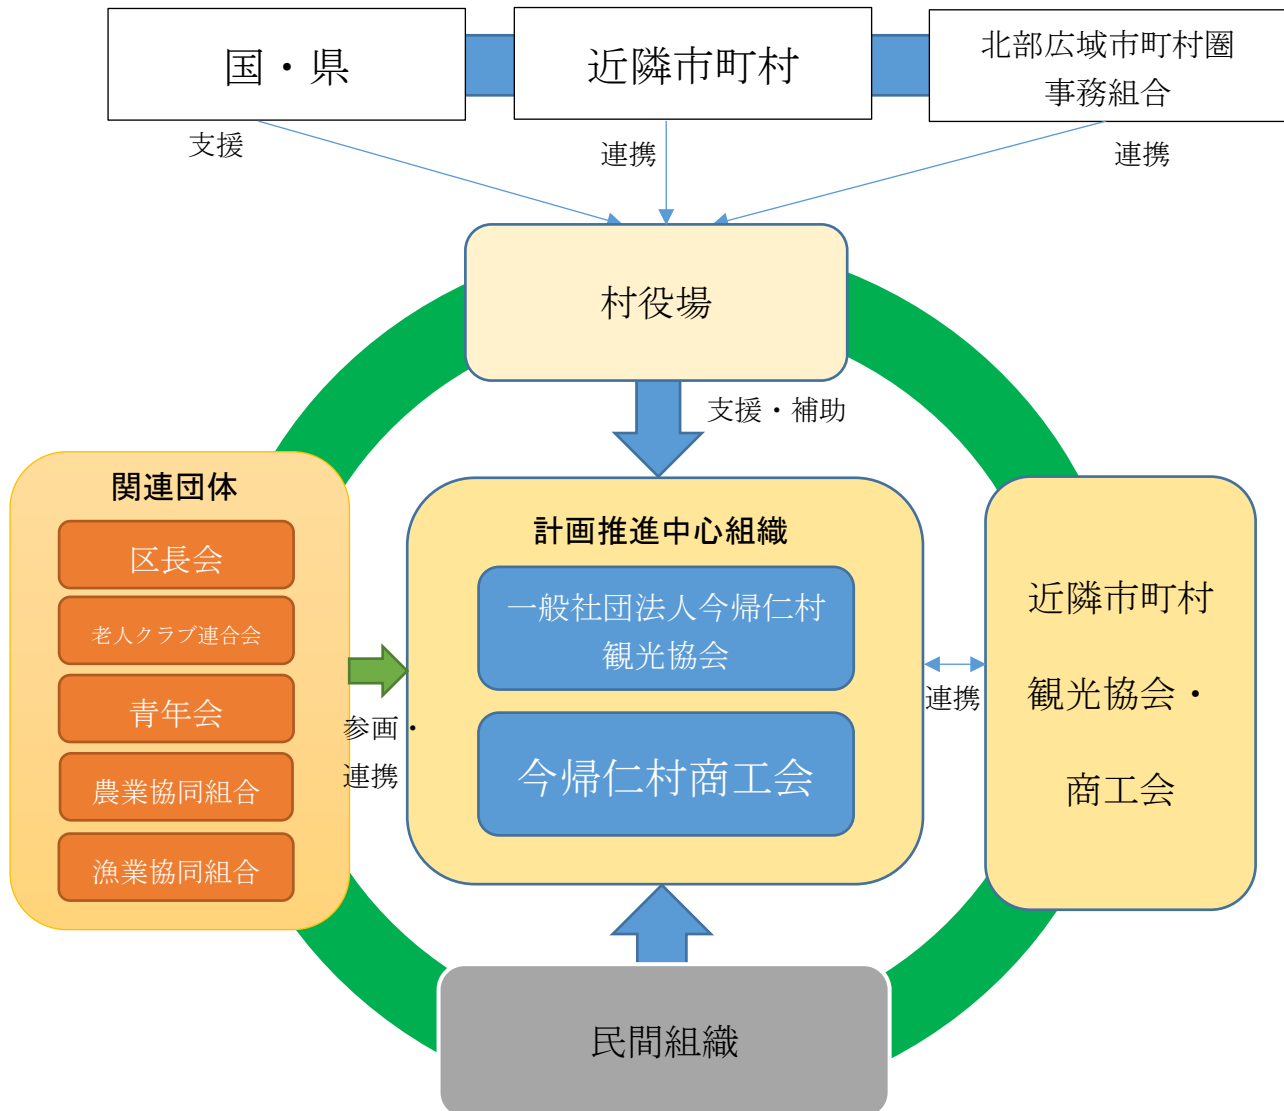 国・県
近隣市町村
北部広域市町村圏
事務組合
支援
連携
連携
村役場
支援・補助
関連団体
区長会
老人クラブ連合会
青年会
農業協同組合
漁業協同組合
参画・
連携
計画推進中心組織
一般社団法人今帰仁村
観光協会
今帰仁村商工会
連携
近隣市町村
観光協会・
商工会
民間組織